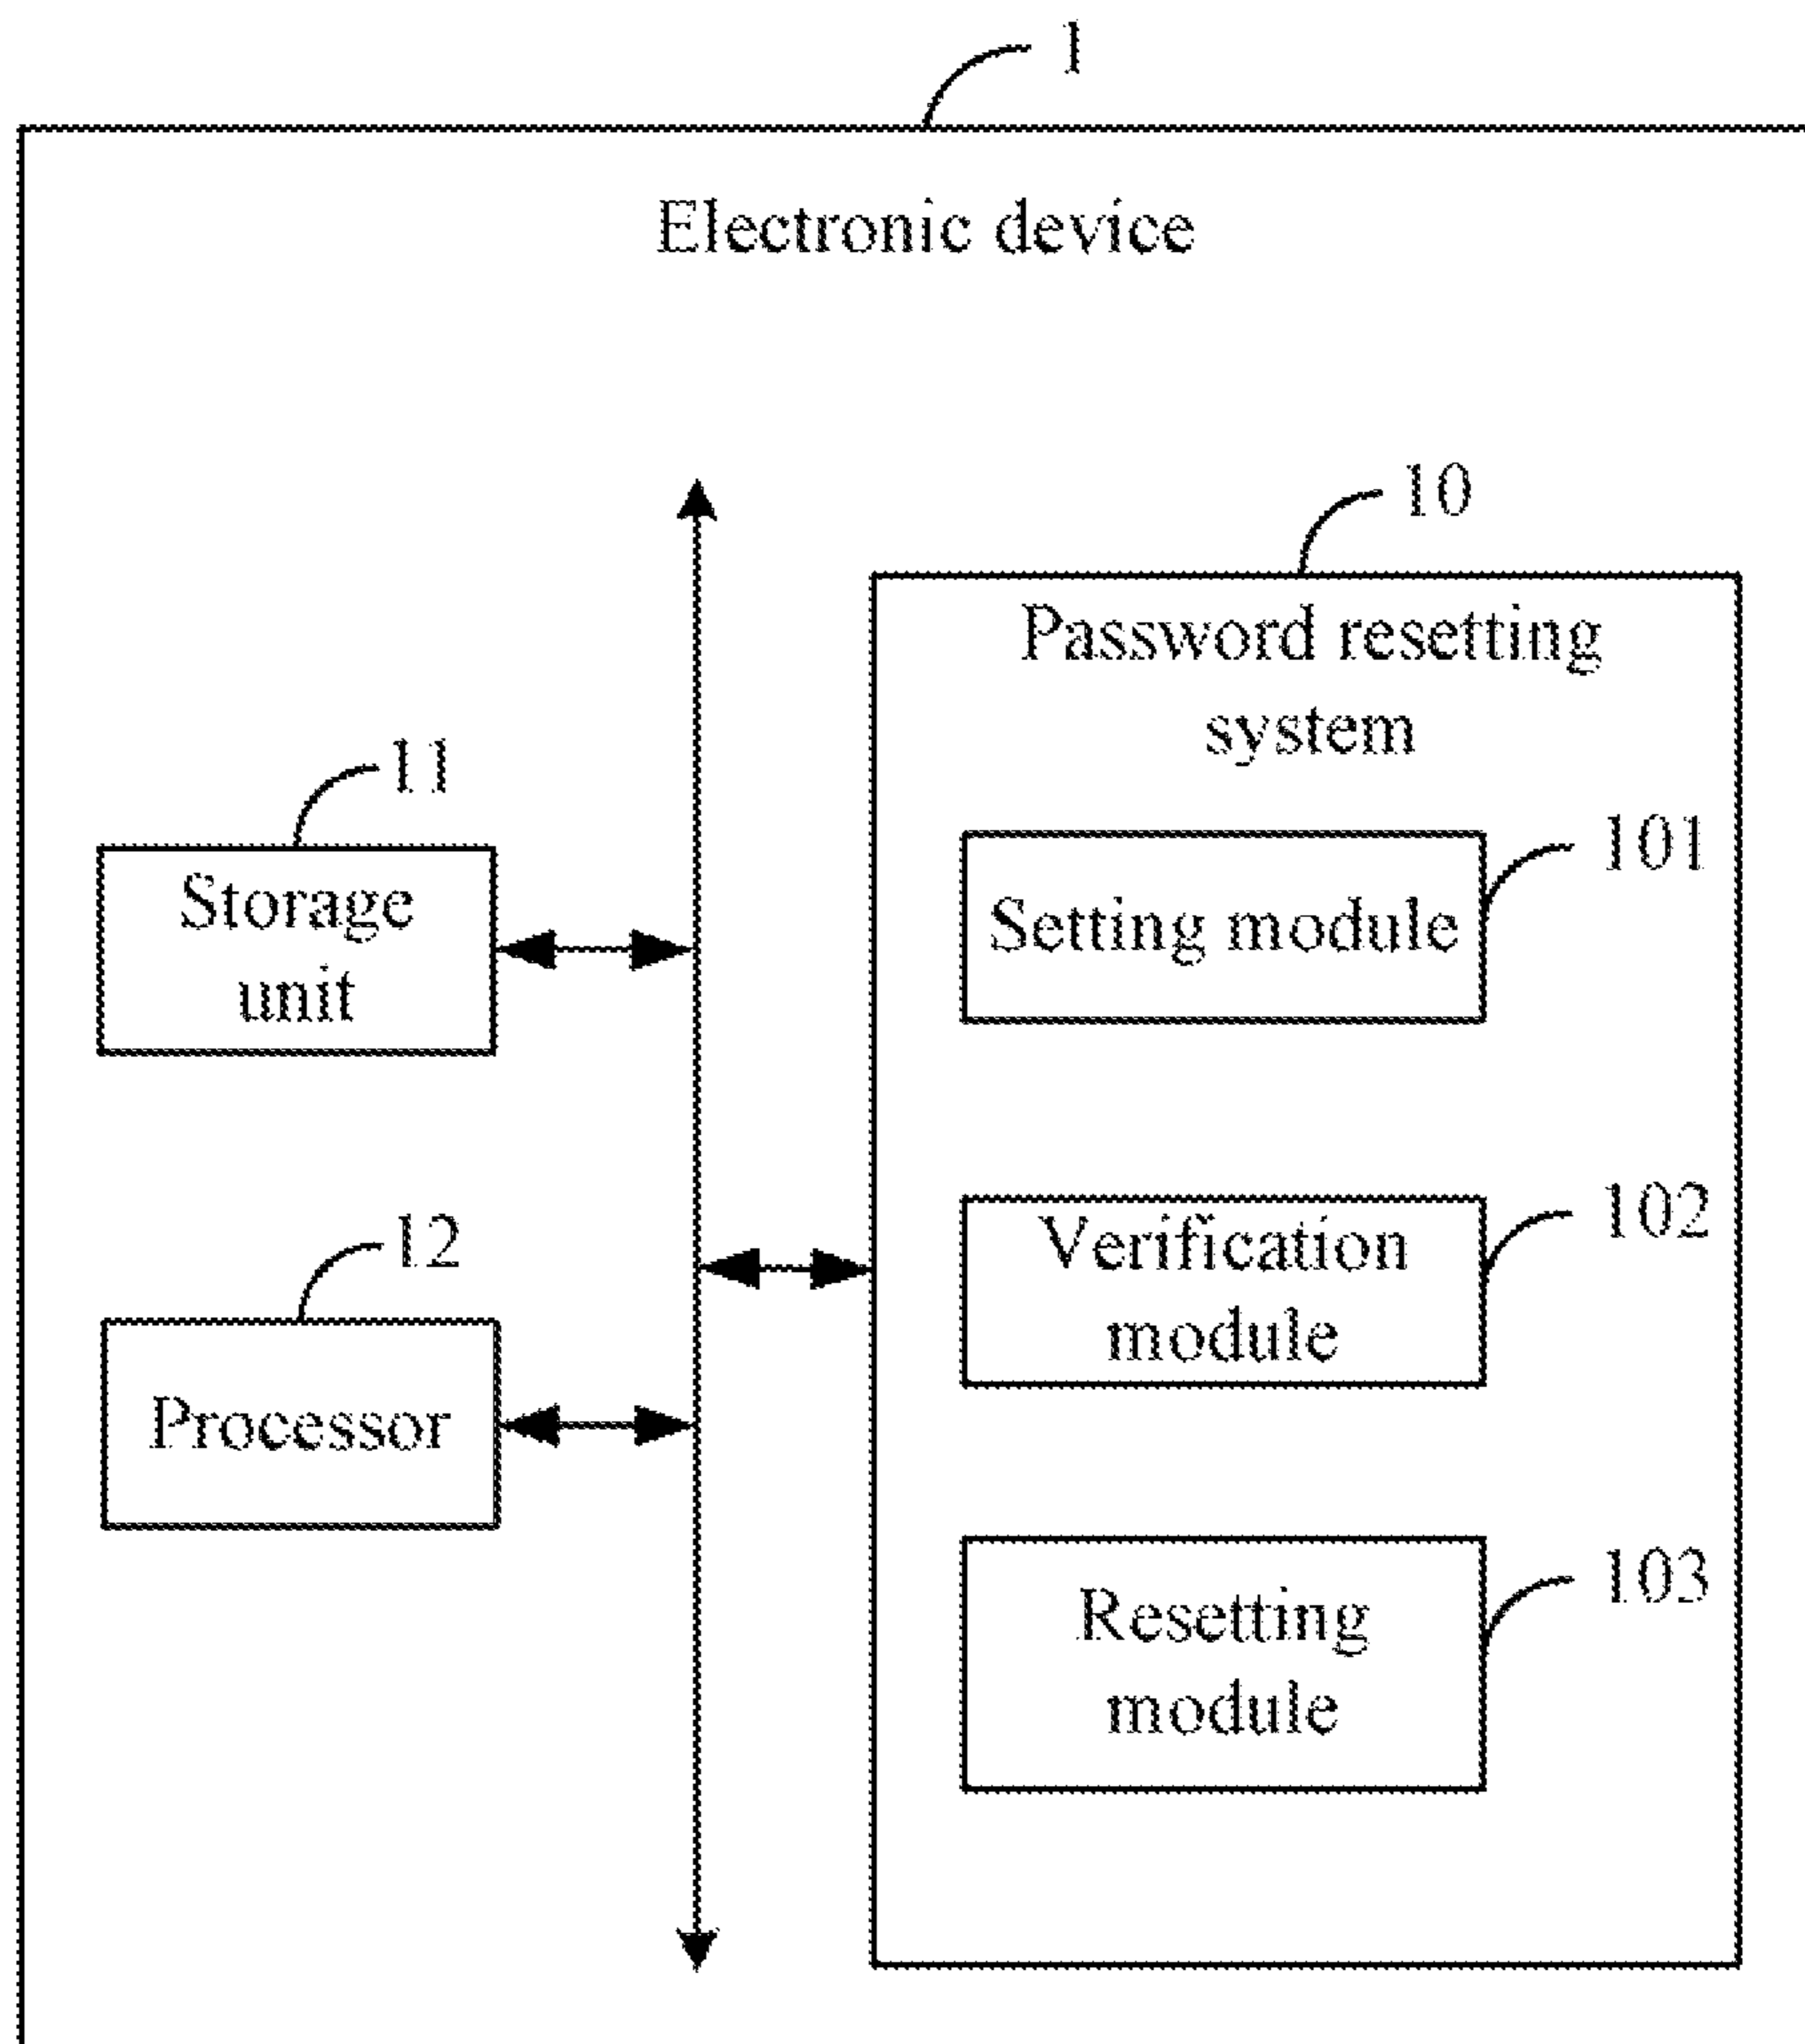 1
Electronic device
10
Password resetting
system
11
Storage
unit
101
Setting module
102
Verification
module
12
Processor
103
Resetting
module